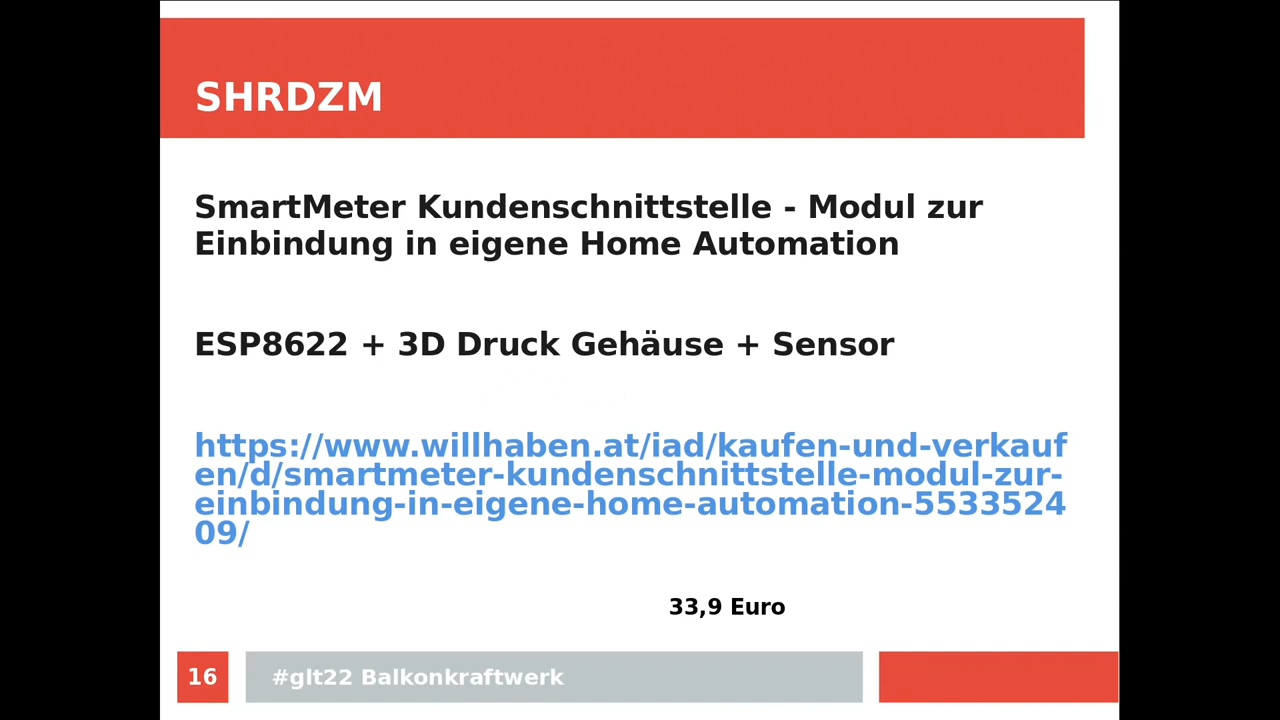 SHRDZM
SmartMeter Kundenschnittstelle - Modul zur
Einbindung in eigene Home Automation
ESP8622 + 3D Druck Gehäuse + Sensor
https://www.willhaben.at/iad/kaufen-und-verkauf
en/d/smartmeter-kundenschnittstelle-modul-zur-
einbindung-in-eigene-home-automation-5533524
09/
33,9 Euro
16
#glt22 Balkonkraftwerk